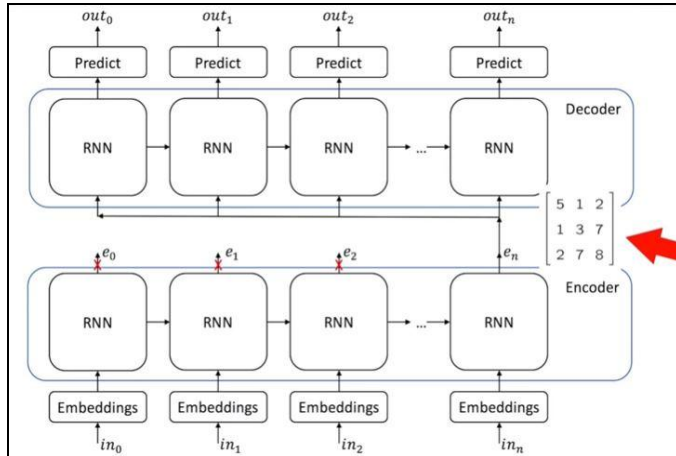 out₀ out₁ out₂ outₙ
Predict Predict Predict Predict
Decoder
RNN RNN RNN ... RNN
5 1 2
1 3 7
2 7 8
e₀ e₁ e₂ eₙ
Encoder
RNN RNN RNN ... RNN
Embeddings Embeddings Embeddings Embeddings
in₀ in₁ in₂ inₙ